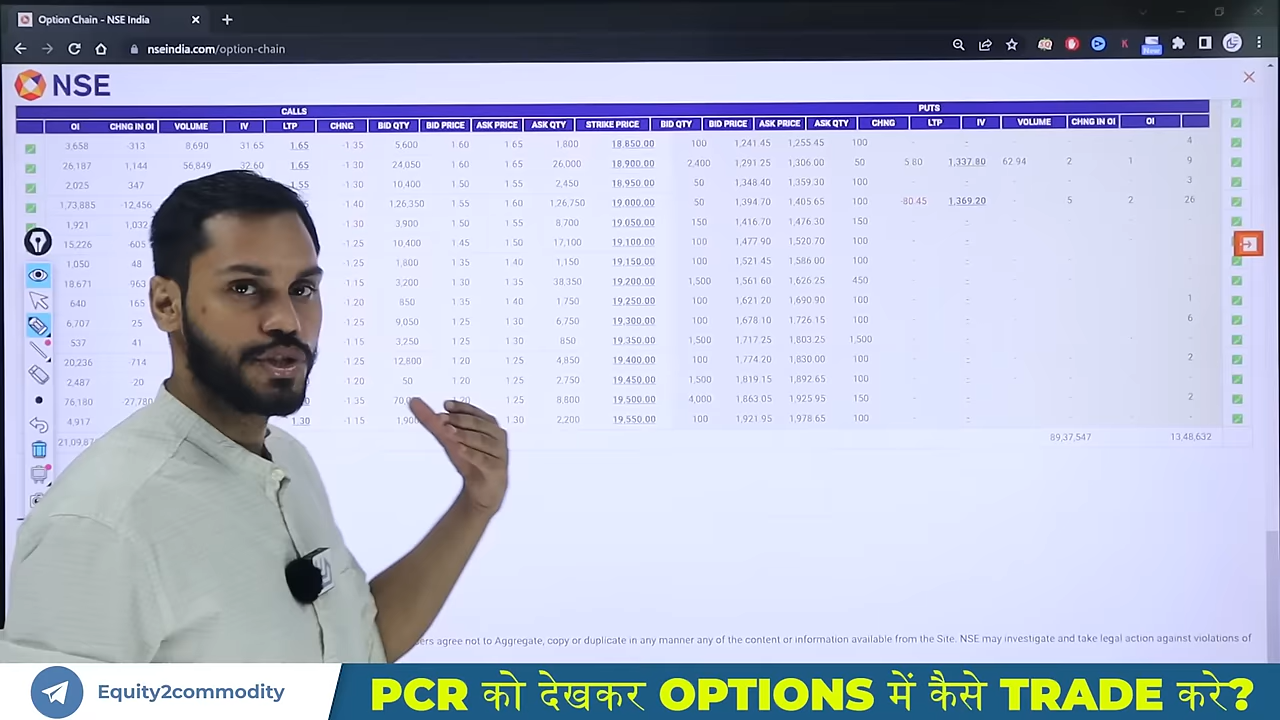 Option Chain - NSE India
nseindia.com/option-chain
New
NSE
CALLS PUTS
OI CHNG IN OI VOLUME IV LTP CHNG BID QTY BID PRICE ASK PRICE ASK QTY STRIKE PRICE BID QTY BID PRICE ASK PRICE ASK QTY CHNG LTP IV VOLUME CHNG IN OI OI
3,658 -313 8,690 31.65 1.65 -1.35 5,600 1.60 1.65 1,800 18,850.00 100 1,241.45 1,255.45 100 - - - - - 4
26,187 1,144 56,849 32.60 1.65 -1.30 24,050 1.60 1.65 26,000 18,900.00 2,400 1,291.25 1,306.00 50 5.80 1,337.80 62.94 2 1 9
2,025 347 1.55 -1.30 10,400 1.50 1.55 2,450 18,950.00 50 1,348.40 1,359.30 100 - - - - - 3
1,73,885 -12,456 -1.40 1,26,350 1.55 1.60 1,26,750 19,000.00 50 1,394.70 1,405.65 100 -80.45 1,369.20 - 5 2 26
1,921 1,032 -1.30 3,900 1.50 1.55 8,700 19,050.00 150 1,416.70 1,476.30 150 - - - - - -
15,226 -605 -1.25 10,400 1.45 1.50 17,100 19,100.00 100 1,477.90 1,520.70 100 - - - - - -
1,050 48 -1.25 1,800 1.35 1.40 1,150 19,150.00 100 1,521.45 1,586.00 100 - - - - - -
18,671 -963 -1.15 3,200 1.30 1.35 38,350 19,200.00 1,500 1,561.60 1,626.25 450 - - - - - -
640 165 -1.20 850 1.35 1.40 1,750 19,250.00 100 1,621.20 1,690.90 100 - - - - - 1
6,707 25 -1.25 9,050 1.25 1.30 6,750 19,300.00 100 1,678.10 1,726.15 100 - - - - - 6
537 41 -1.15 3,250 1.25 1.30 850 19,350.00 1,500 1,717.25 1,803.25 1,500 - - - - - -
20,236 714 -1.25 12,800 1.20 1.25 4,850 19,400.00 100 1,774.20 1,830.00 100 - - - - - 2
2,487 20 -1.20 50 1.20 1.25 2,750 19,450.00 1,500 1,819.15 1,892.65 100 - - - - - -
76,180 -27,780 -1.35 1.20 1.25 8,800 19,500.00 4,000 1,863.05 1,925.95 150 - - - - - 2
4,917 1.30 -1.15 1,900 1.30 2,200 19,550.00 100 1,921.95 1,978.65 100 - - - - - -
89,37,547 13,48,632
agree not to Aggregate, copy or duplicate in any manner any of the content or information available from the Site. NSE may investigate and take legal action against violations of
Equity2commodity
PCR को देखकर OPTIONS में कैसे TRADE करे?